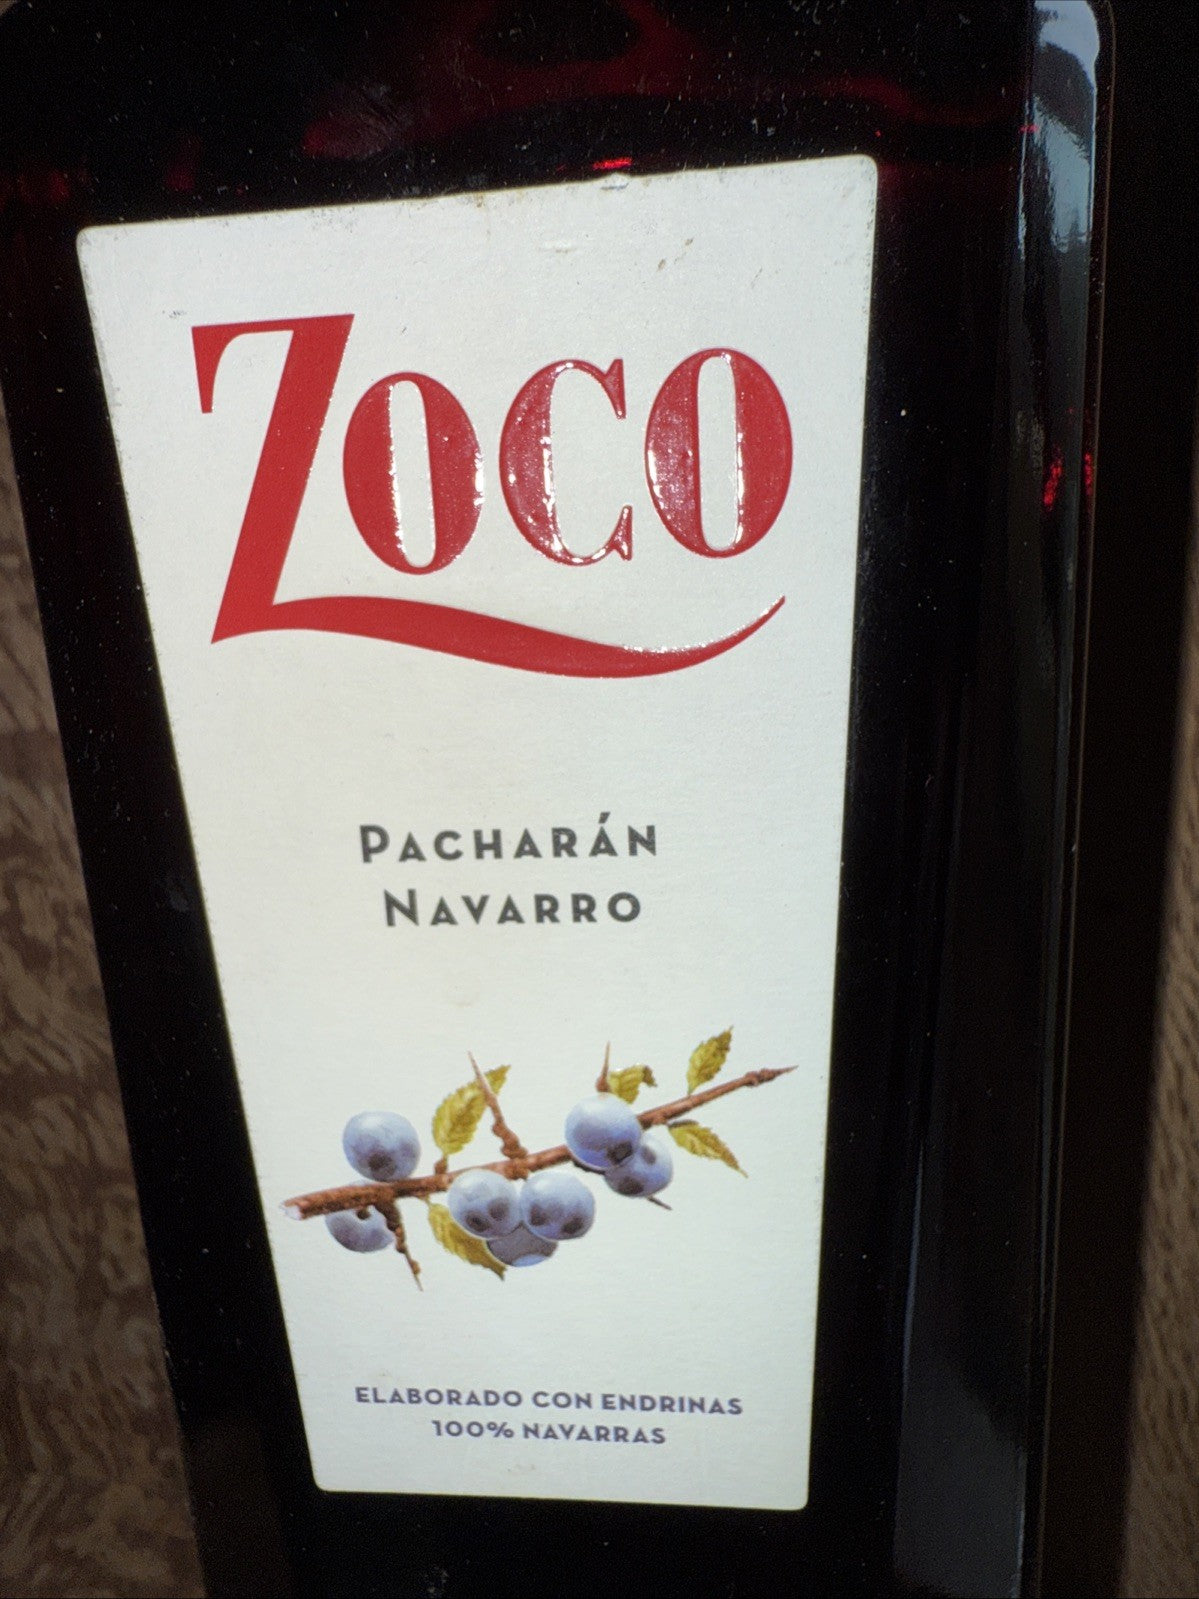 ZOCO
PACHARÁN
NAVARRO
ELABORADO CON ENDRINAS
100% NAVARRAS